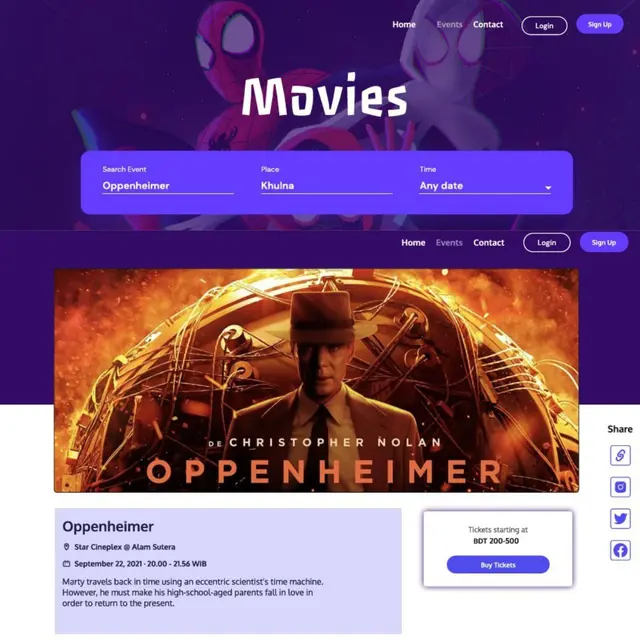 Home Events Contact Login Sign Up
Movies
Search Event Place Time
Oppenheimer Khulna Any date
Home Events Contact Login Sign Up
DE CHRISTOPHER NOLAN
OPPENHEIMER
Share
Oppenheimer
Star Cineplex @ Alam Sutera
September 22, 2021 · 20.00 - 21.56 WIB
Marty travels back in time using an eccentric scientist's time machine.
However, he must make his high-school-aged parents fall in love in
order to return to the present.
Tickets starting at
BDT 200-500
Buy Tickets